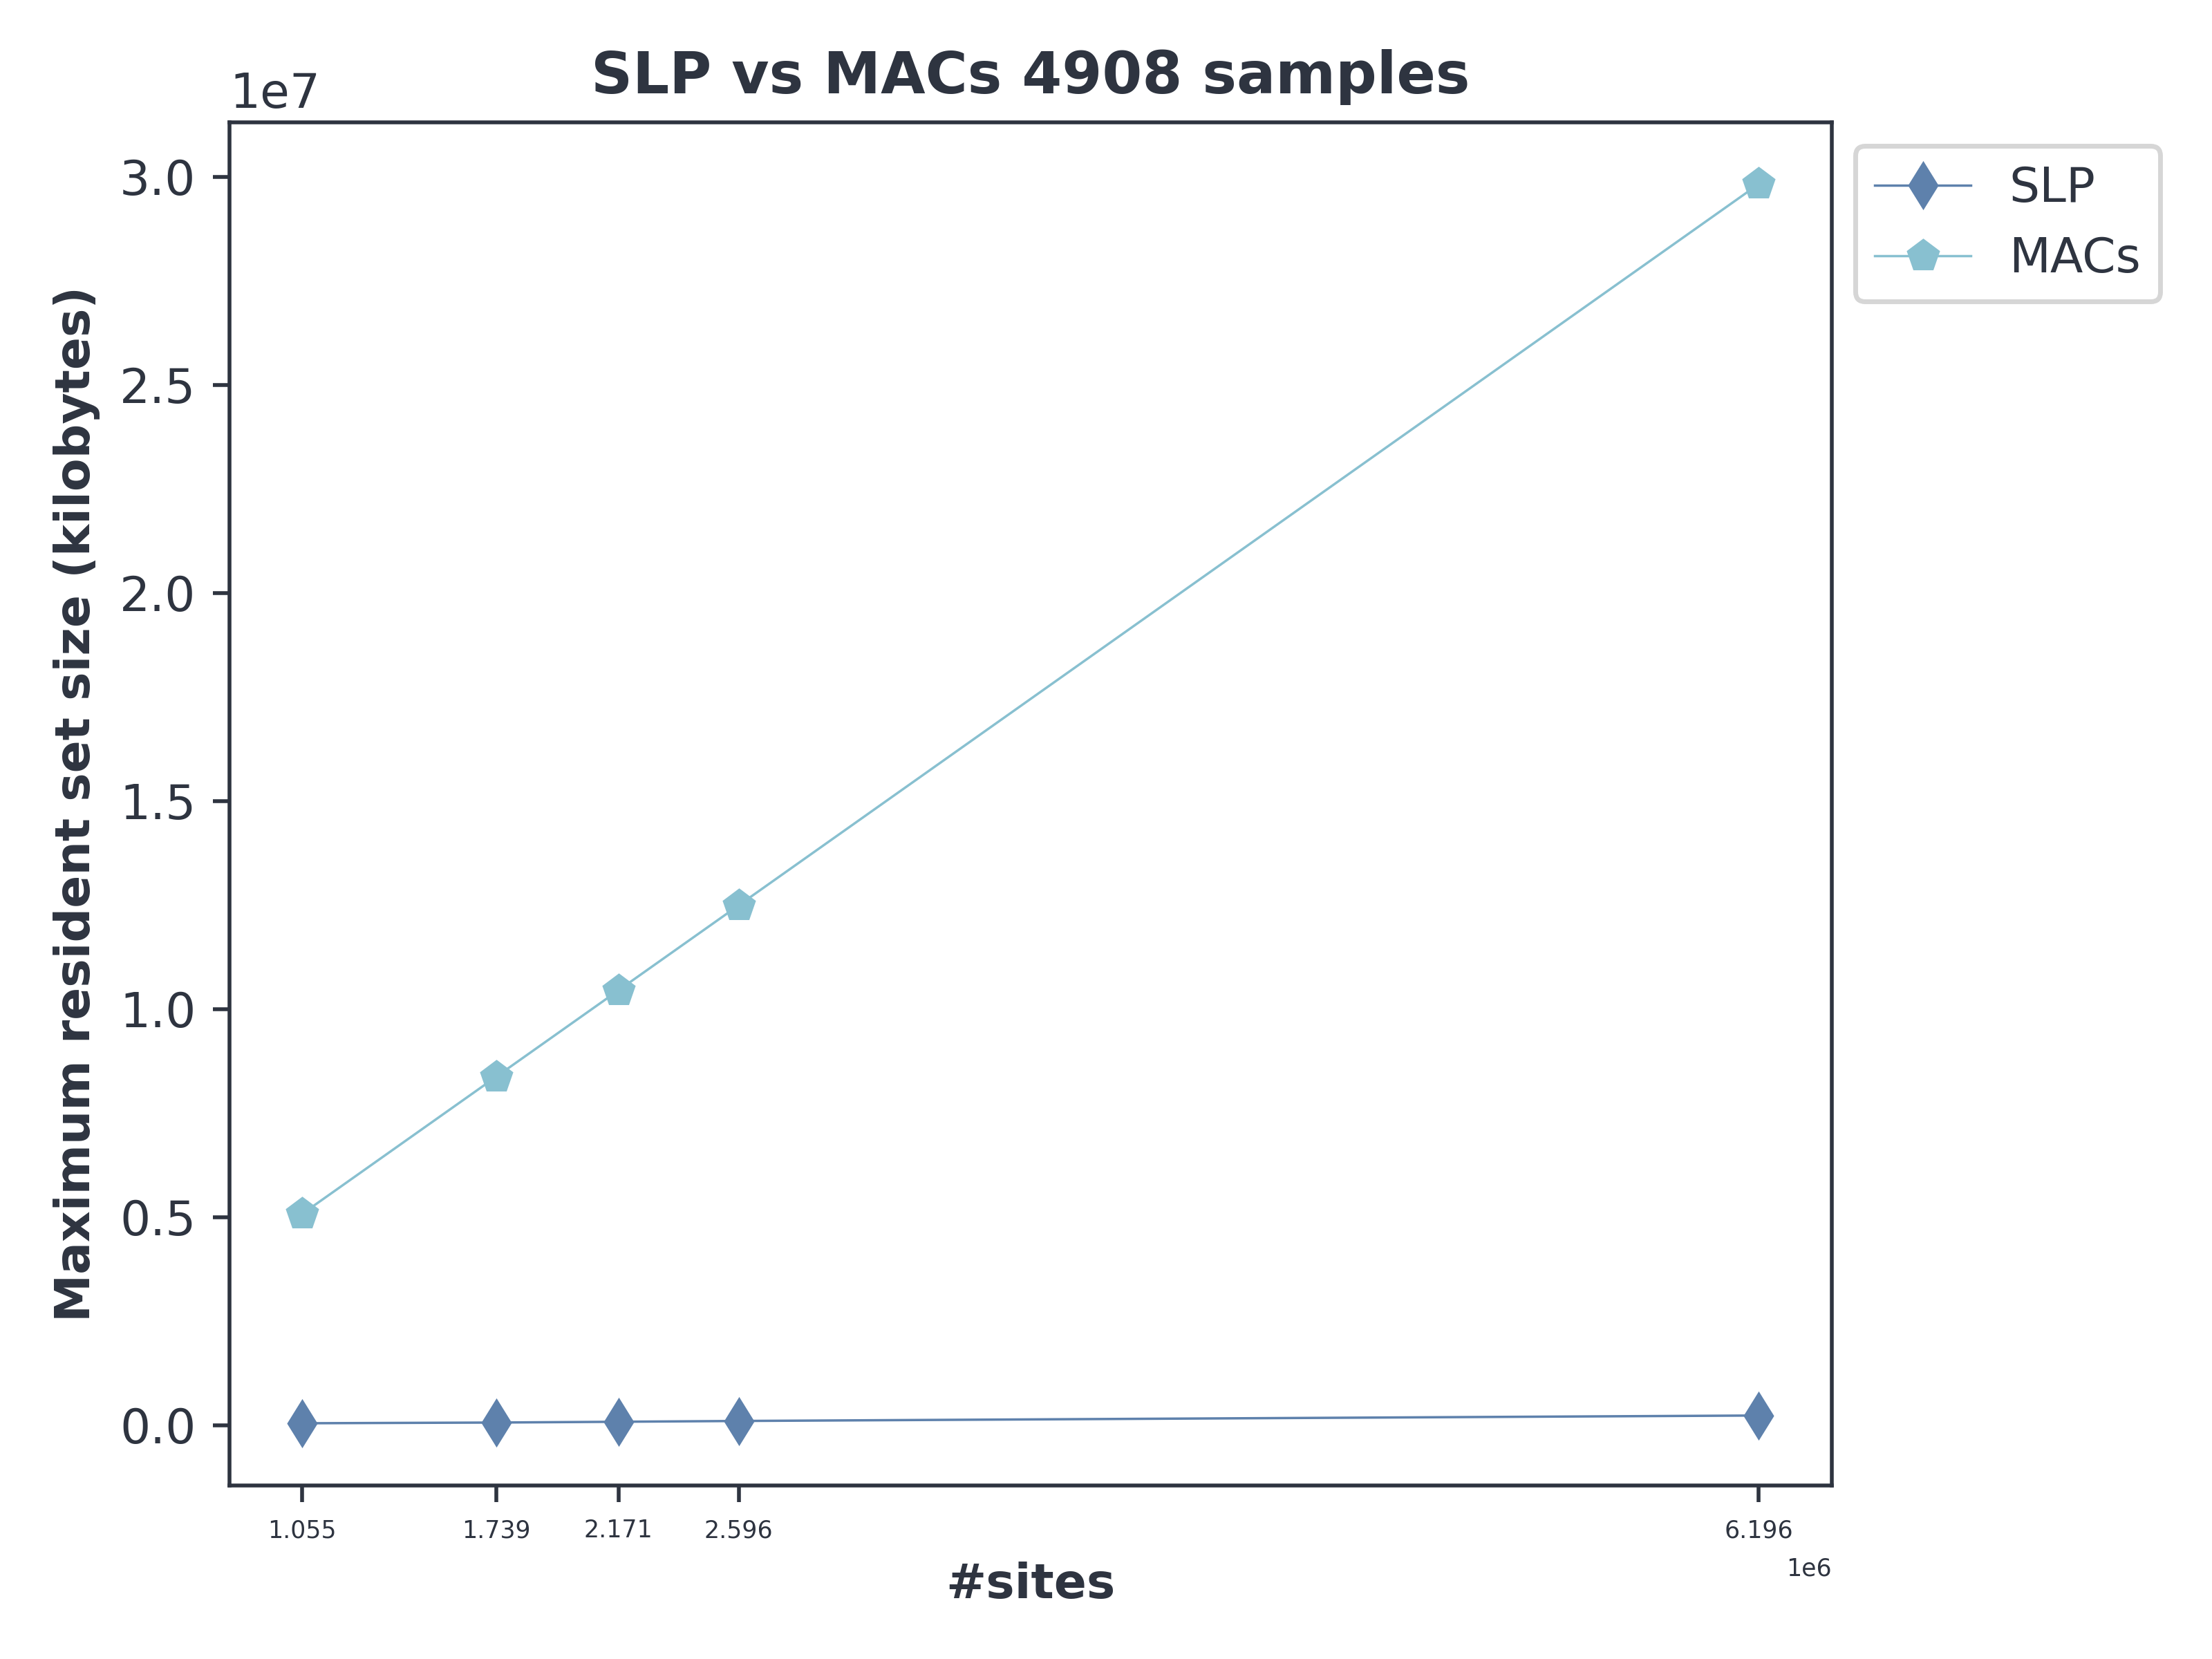 SLP vs MACs 4908 samples
1e7
3.0
2.5
2.0
1.5
1.0
0.5
0.0
Maximum resident set size (kilobytes)
SLP
MACs
1.055 1.739 2.171 2.596 6.196
1e6
#sites